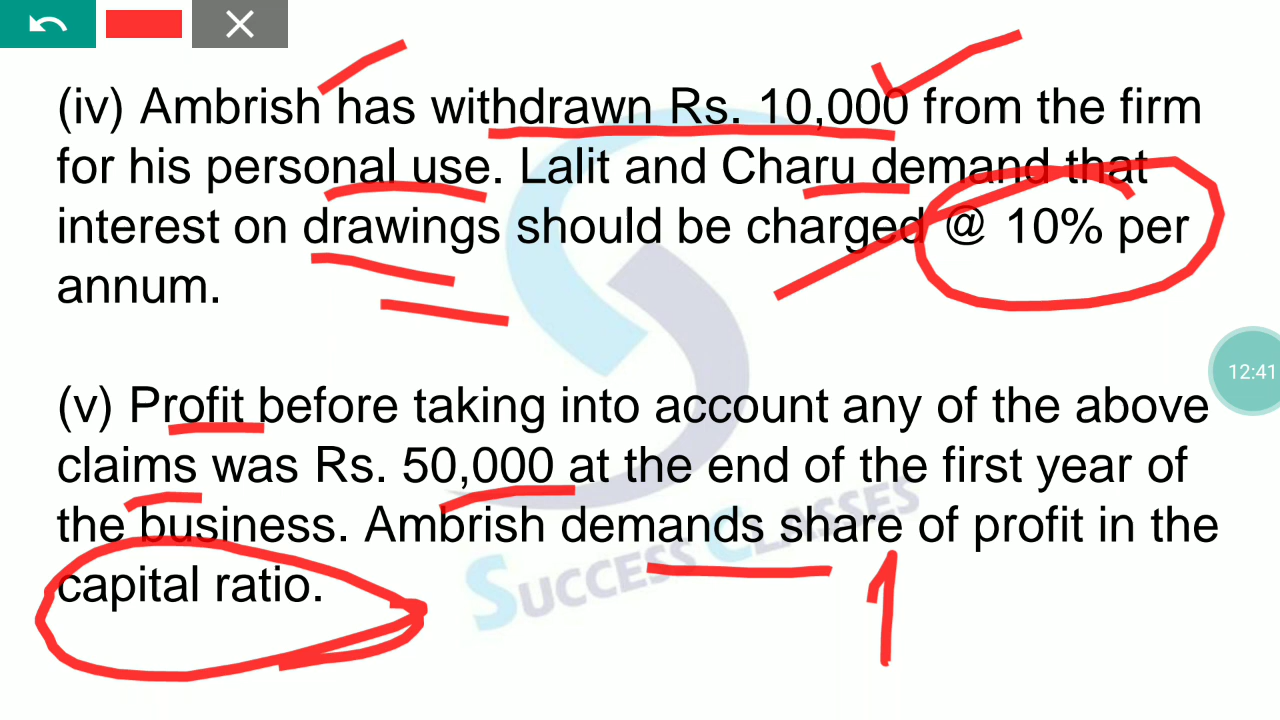 (iv) Ambrish has withdrawn Rs. 10,000 from the firm
for his personal use. Lalit and Charu demand that
interest on drawings should be charged @ 10% per
annum.
12:41
(v) Profit before taking into account any of the above
claims was Rs. 50,000 at the end of the first year of
the business. Ambrish demands share of profit in the
capital ratio.
SUCCESS CLASSES
1